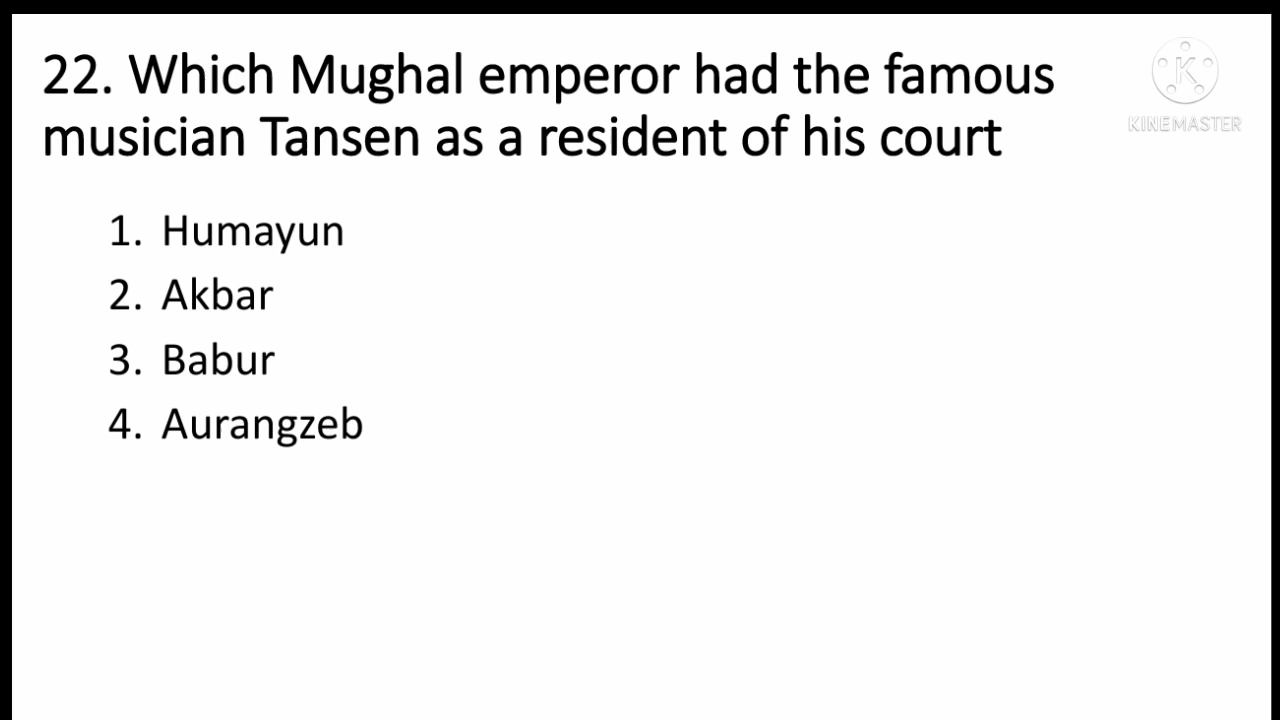 22. Which Mughal emperor had the famous
musician Tansen as a resident of his court
K
KINEMASTER
1. Humayun
2. Akbar
3. Babur
4. Aurangzeb